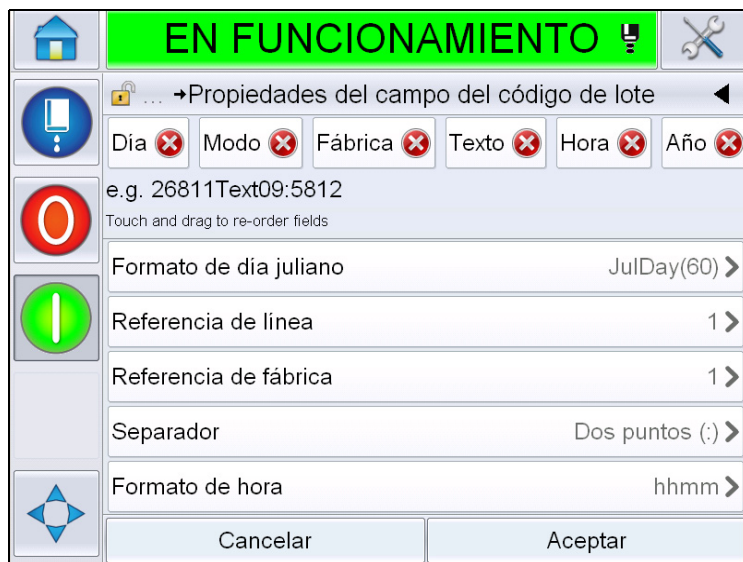 EN FUNCIONAMIENTO
... →Propiedades del campo del código de lote
Día Modo Fábrica Texto Hora Año
e.g. 26811Text09:5812
Touch and drag to re-order fields
Formato de día juliano JulDay(60)
Referencia de línea 1
Referencia de fábrica 1
Separador Dos puntos (:)
Formato de hora hhmm
Cancelar Aceptar